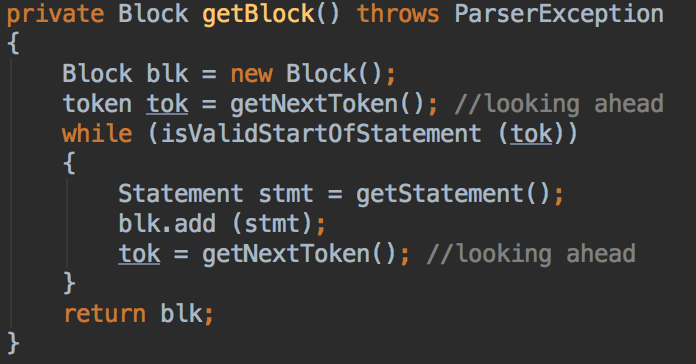 private Block getBlock() throws ParserException
{
Block blk = new Block();
token tok = getNextToken(); //looking ahead
while (isValidStartOfStatement (tok))
{
Statement stmt = getStatement();
blk.add (stmt);
tok = getNextToken(); //looking ahead
}
return blk;
}